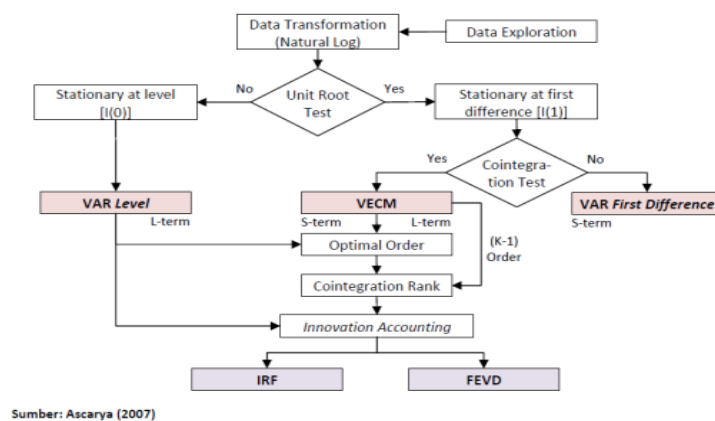 Data Transformation
(Natural Log)
Data Exploration
No
Unit Root
Test
Yes
Stationary at level
[I(0)]
Stationary at first
difference [I(1)]
Yes
Cointegra-
tion Test
No
VAR Level
L-term
VECM
S-term
L-term
VAR First Difference
S-term
Optimal Order
(K-1)
Order
Cointegration Rank
Innovation Accounting
IRF
FEVD
Sumber: Ascarya (2007)